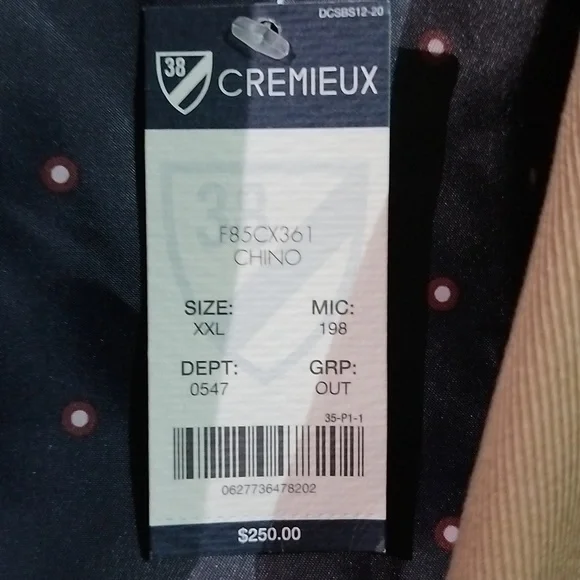 DCSBS12-20
38
CREMIEUX
38
F85CX361
CHINO
SIZE: MIC:
XXL 198
DEPT: GRP:
0547 OUT
35-P1-1
0627736478202
$250.00